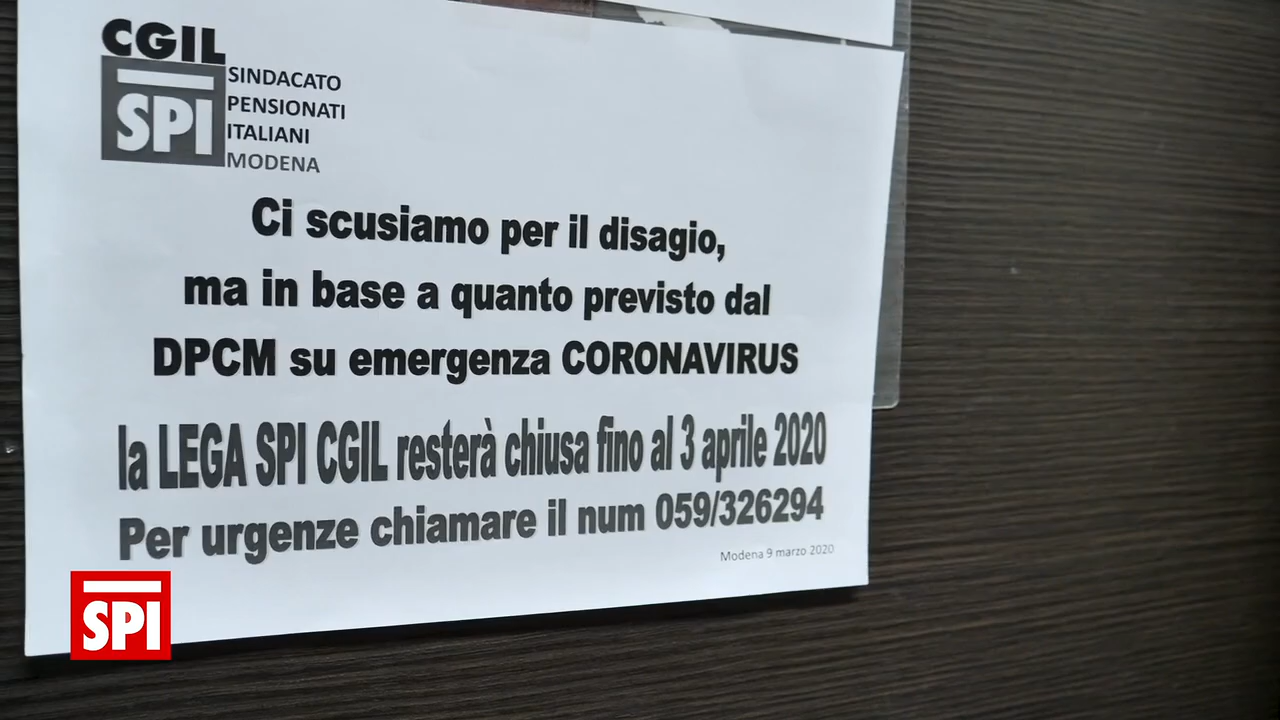 CGIL
SPI
SINDACATO
PENSIONATI
ITALIANI
MODENA
Ci scusiamo per il disagio,
ma in base a quanto previsto dal
DPCM su emergenza CORONAVIRUS
la LEGA SPI CGIL resterà chiusa fino al 3 aprile 2020
Per urgenze chiamare il num 059/326294
Modena 9 marzo 2020
SPI